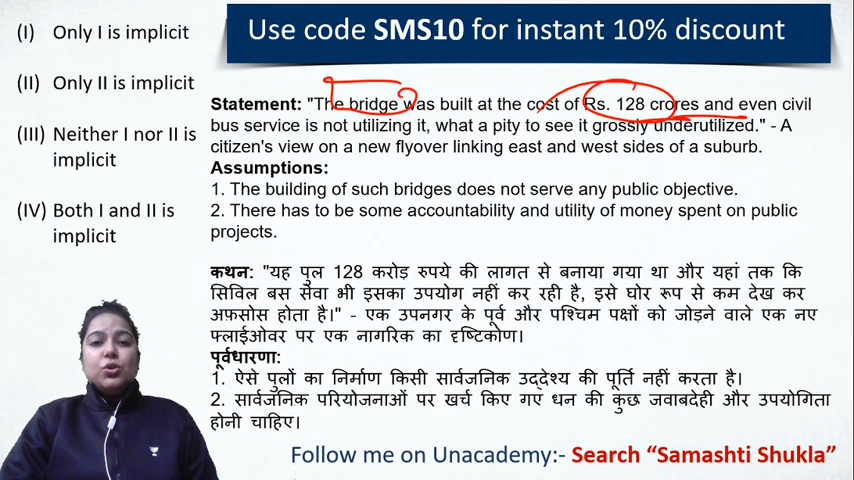 Use code SMS10 for instant 10% discount
(I) Only I is implicit
(II) Only II is implicit
(III) Neither I nor II is
implicit
(IV) Both I and II is
implicit
Statement: "The bridge was built at the cost of Rs. 128 crores and even civil
bus service is not utilizing it, what a pity to see it grossly underutilized." - A
citizen's view on a new flyover linking east and west sides of a suburb.
Assumptions:
1. The building of such bridges does not serve any public objective.
2. There has to be some accountability and utility of money spent on public
projects.
कथन: "यह पुल 128 करोड़ रुपये की लागत से बनाया गया था और यहां तक कि
सिविल बस सेवा भी इसका उपयोग नहीं कर रही है, इसे घोर रूप से कम देख कर
अफ़सोस होता है।" - एक उपनगर के पूर्व और पश्चिम पक्षों को जोड़ने वाले एक नए
फ्लाईओवर पर एक नागरिक का दृष्टिकोण।
पूर्वधारणा:
1. ऐसे पुलों का निर्माण किसी सार्वजनिक उद्देश्य की पूर्ति नहीं करता है।
2. सार्वजनिक परियोजनाओं पर खर्च किए गए धन की कुछ जवाबदेही और उपयोगिता
होनी चाहिए।
Follow me on Unacademy:- Search “Samashti Shukla”